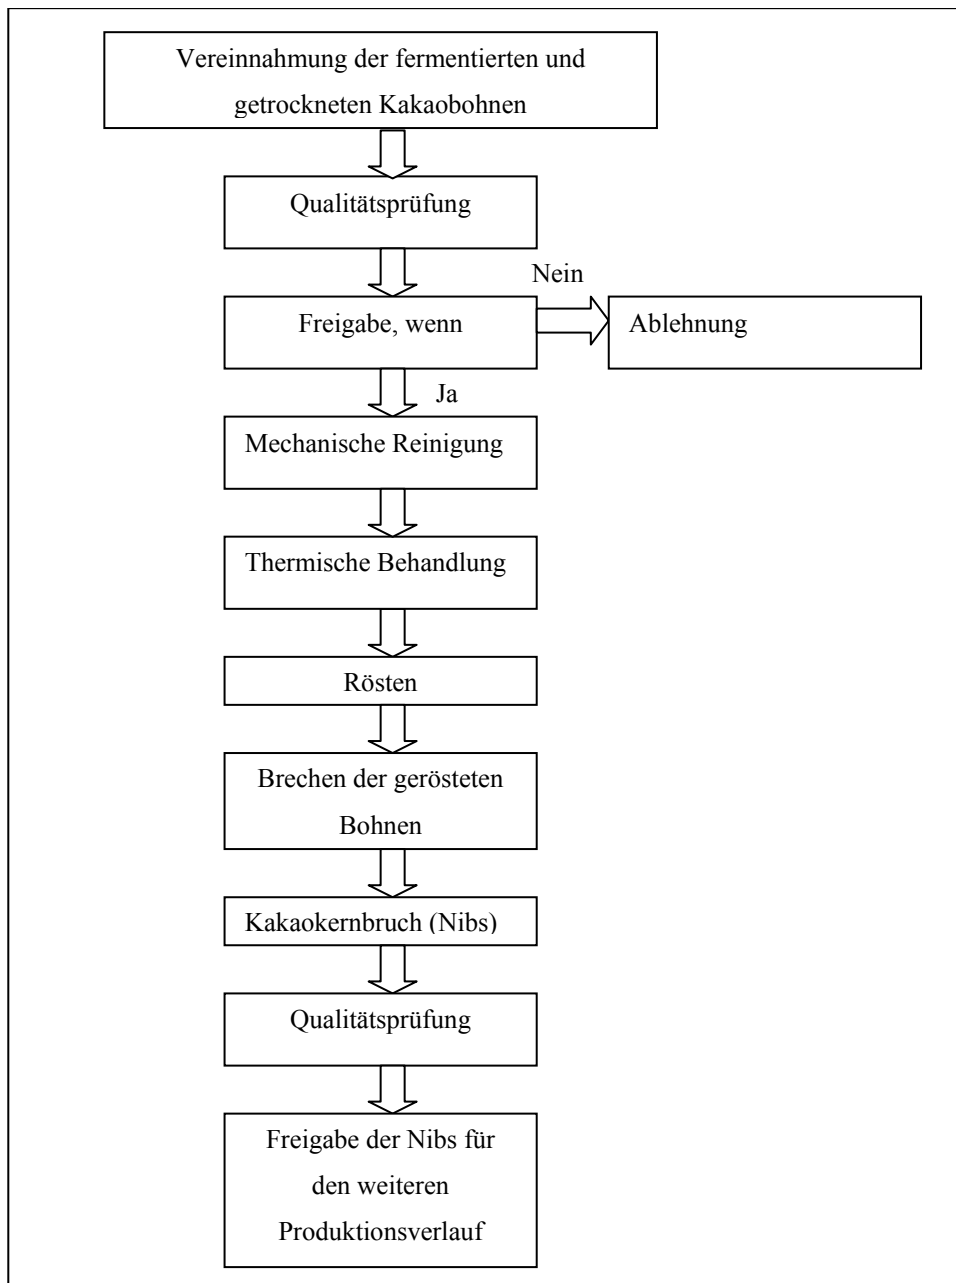 Vereinnahmung der fermentierten und
getrockneten Kakaobohnen
Qualitätsprüfung
Nein
Freigabe, wenn
Ablehnung
Ja
Mechanische Reinigung
Thermische Behandlung
Rösten
Brechen der gerösteten
Bohnen
Kakaokernbruch (Nibs)
Qualitätsprüfung
Freigabe der Nibs für
den weiteren
Produktionsverlauf